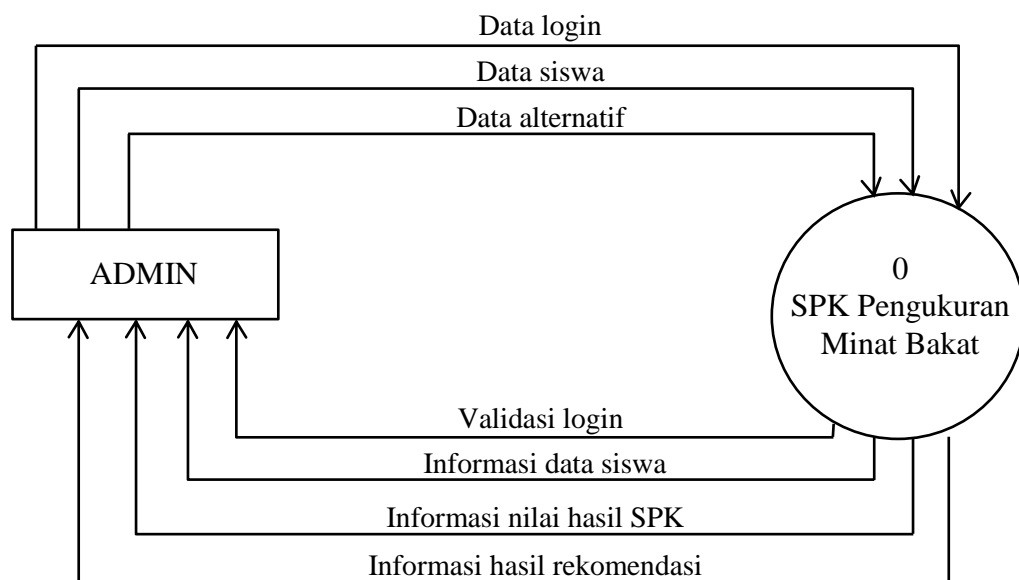 Data login
Data siswa
Data alternatif
ADMIN
0
SPK Pengukuran
Minat Bakat
Validasi login
Informasi data siswa
Informasi nilai hasil SPK
Informasi hasil rekomendasi